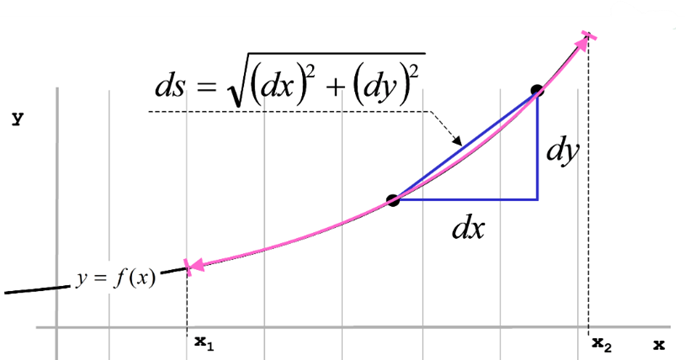 ds = √(dx)² + (dy)²
y
dy
dx
y = f(x)
x₁
x₂
x